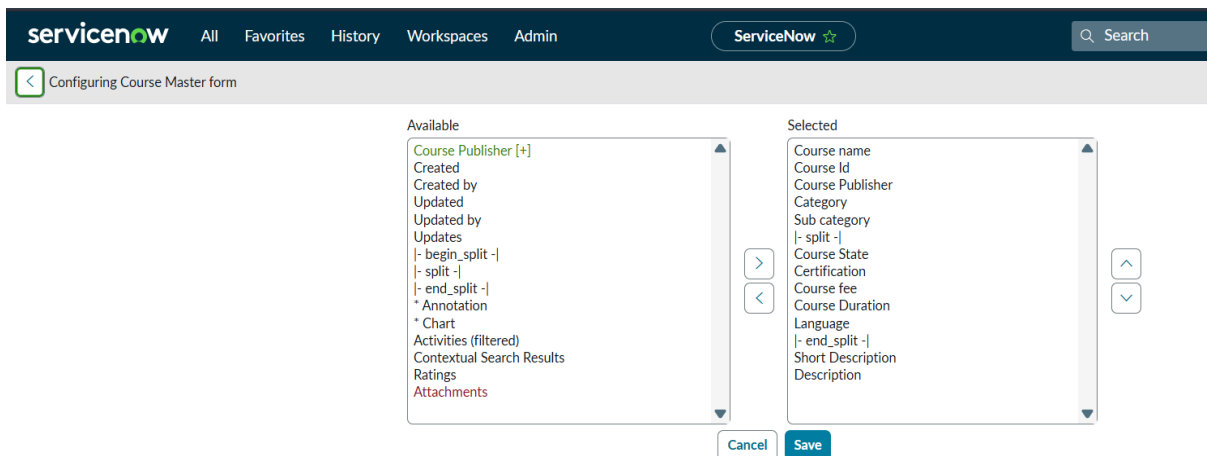 servicenow All Favorites History Workspaces Admin ServiceNow Search
Configuring Course Master form
Available
Course Publisher [+]
Created
Created by
Updated
Updated by
Updates
|- begin_split -|
|- split -|
|- end_split -|
* Annotation
* Chart
Activities (filtered)
Contextual Search Results
Ratings
Attachments
Selected
Course name
Course Id
Course Publisher
Category
Sub category
|- split -|
Course State
Certification
Course fee
Course Duration
Language
|- end_split -|
Short Description
Description
Cancel Save